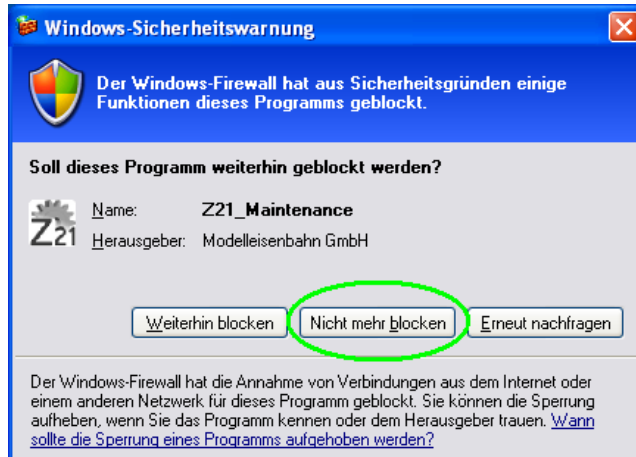 Windows-Sicherheitswarnung
Der Windows-Firewall hat aus Sicherheitsgründen einige
Funktionen dieses Programms geblockt.
Soll dieses Programm weiterhin geblockt werden?
Name: Z21_Maintenance
Z21
Herausgeber: Modelleisenbahn GmbH
Weiterhin blocken Nicht mehr blocken Erneut nachfragen
Der Windows-Firewall hat die Annahme von Verbindungen aus dem Internet oder
einem anderen Netzwerk für dieses Programm geblockt. Sie können die Sperrung
aufheben, wenn Sie das Programm kennen oder dem Herausgeber trauen. Wann
sollte die Sperrung eines Programms aufgehoben werden?